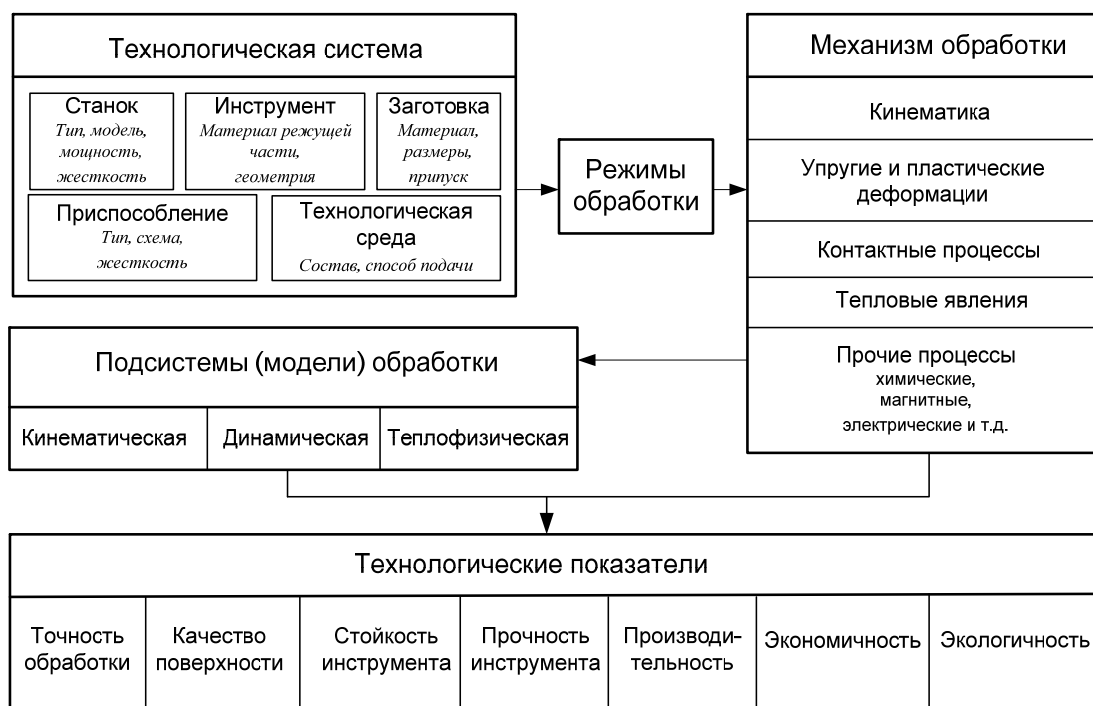 Технологическая система
Станок
Тип, модель,
мощность,
жесткость
Инструмент
Материал режущей
части,
геометрия
Заготовка
Материал,
размеры,
припуск
Приспособление
Тип, схема,
жесткость
Технологическая
среда
Состав, способ подачи
Режимы
обработки
Механизм обработки
Кинематика
Упругие и пластические
деформации
Контактные процессы
Тепловые явления
Прочие процессы
химические,
магнитные,
электрические и т.д.
Подсистемы (модели) обработки
Кинематическая
Динамическая
Теплофизическая
Технологические показатели
Точность
обработки
Качество
поверхности
Стойкость
инструмента
Прочность
инструмента
Производи-
тельность
Экономичность
Экологичность